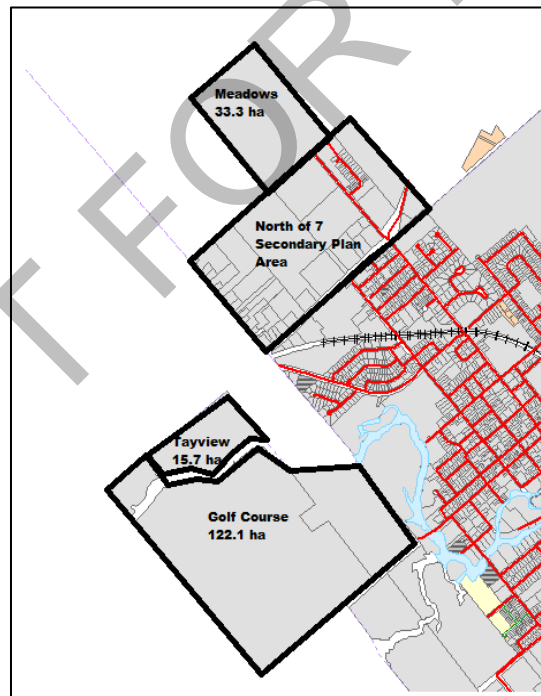 Meadows
33.3 ha
North of 7
Secondary Plan
Area
Tayview
15.7 ha
Golf Course
122.1 ha
T FOR